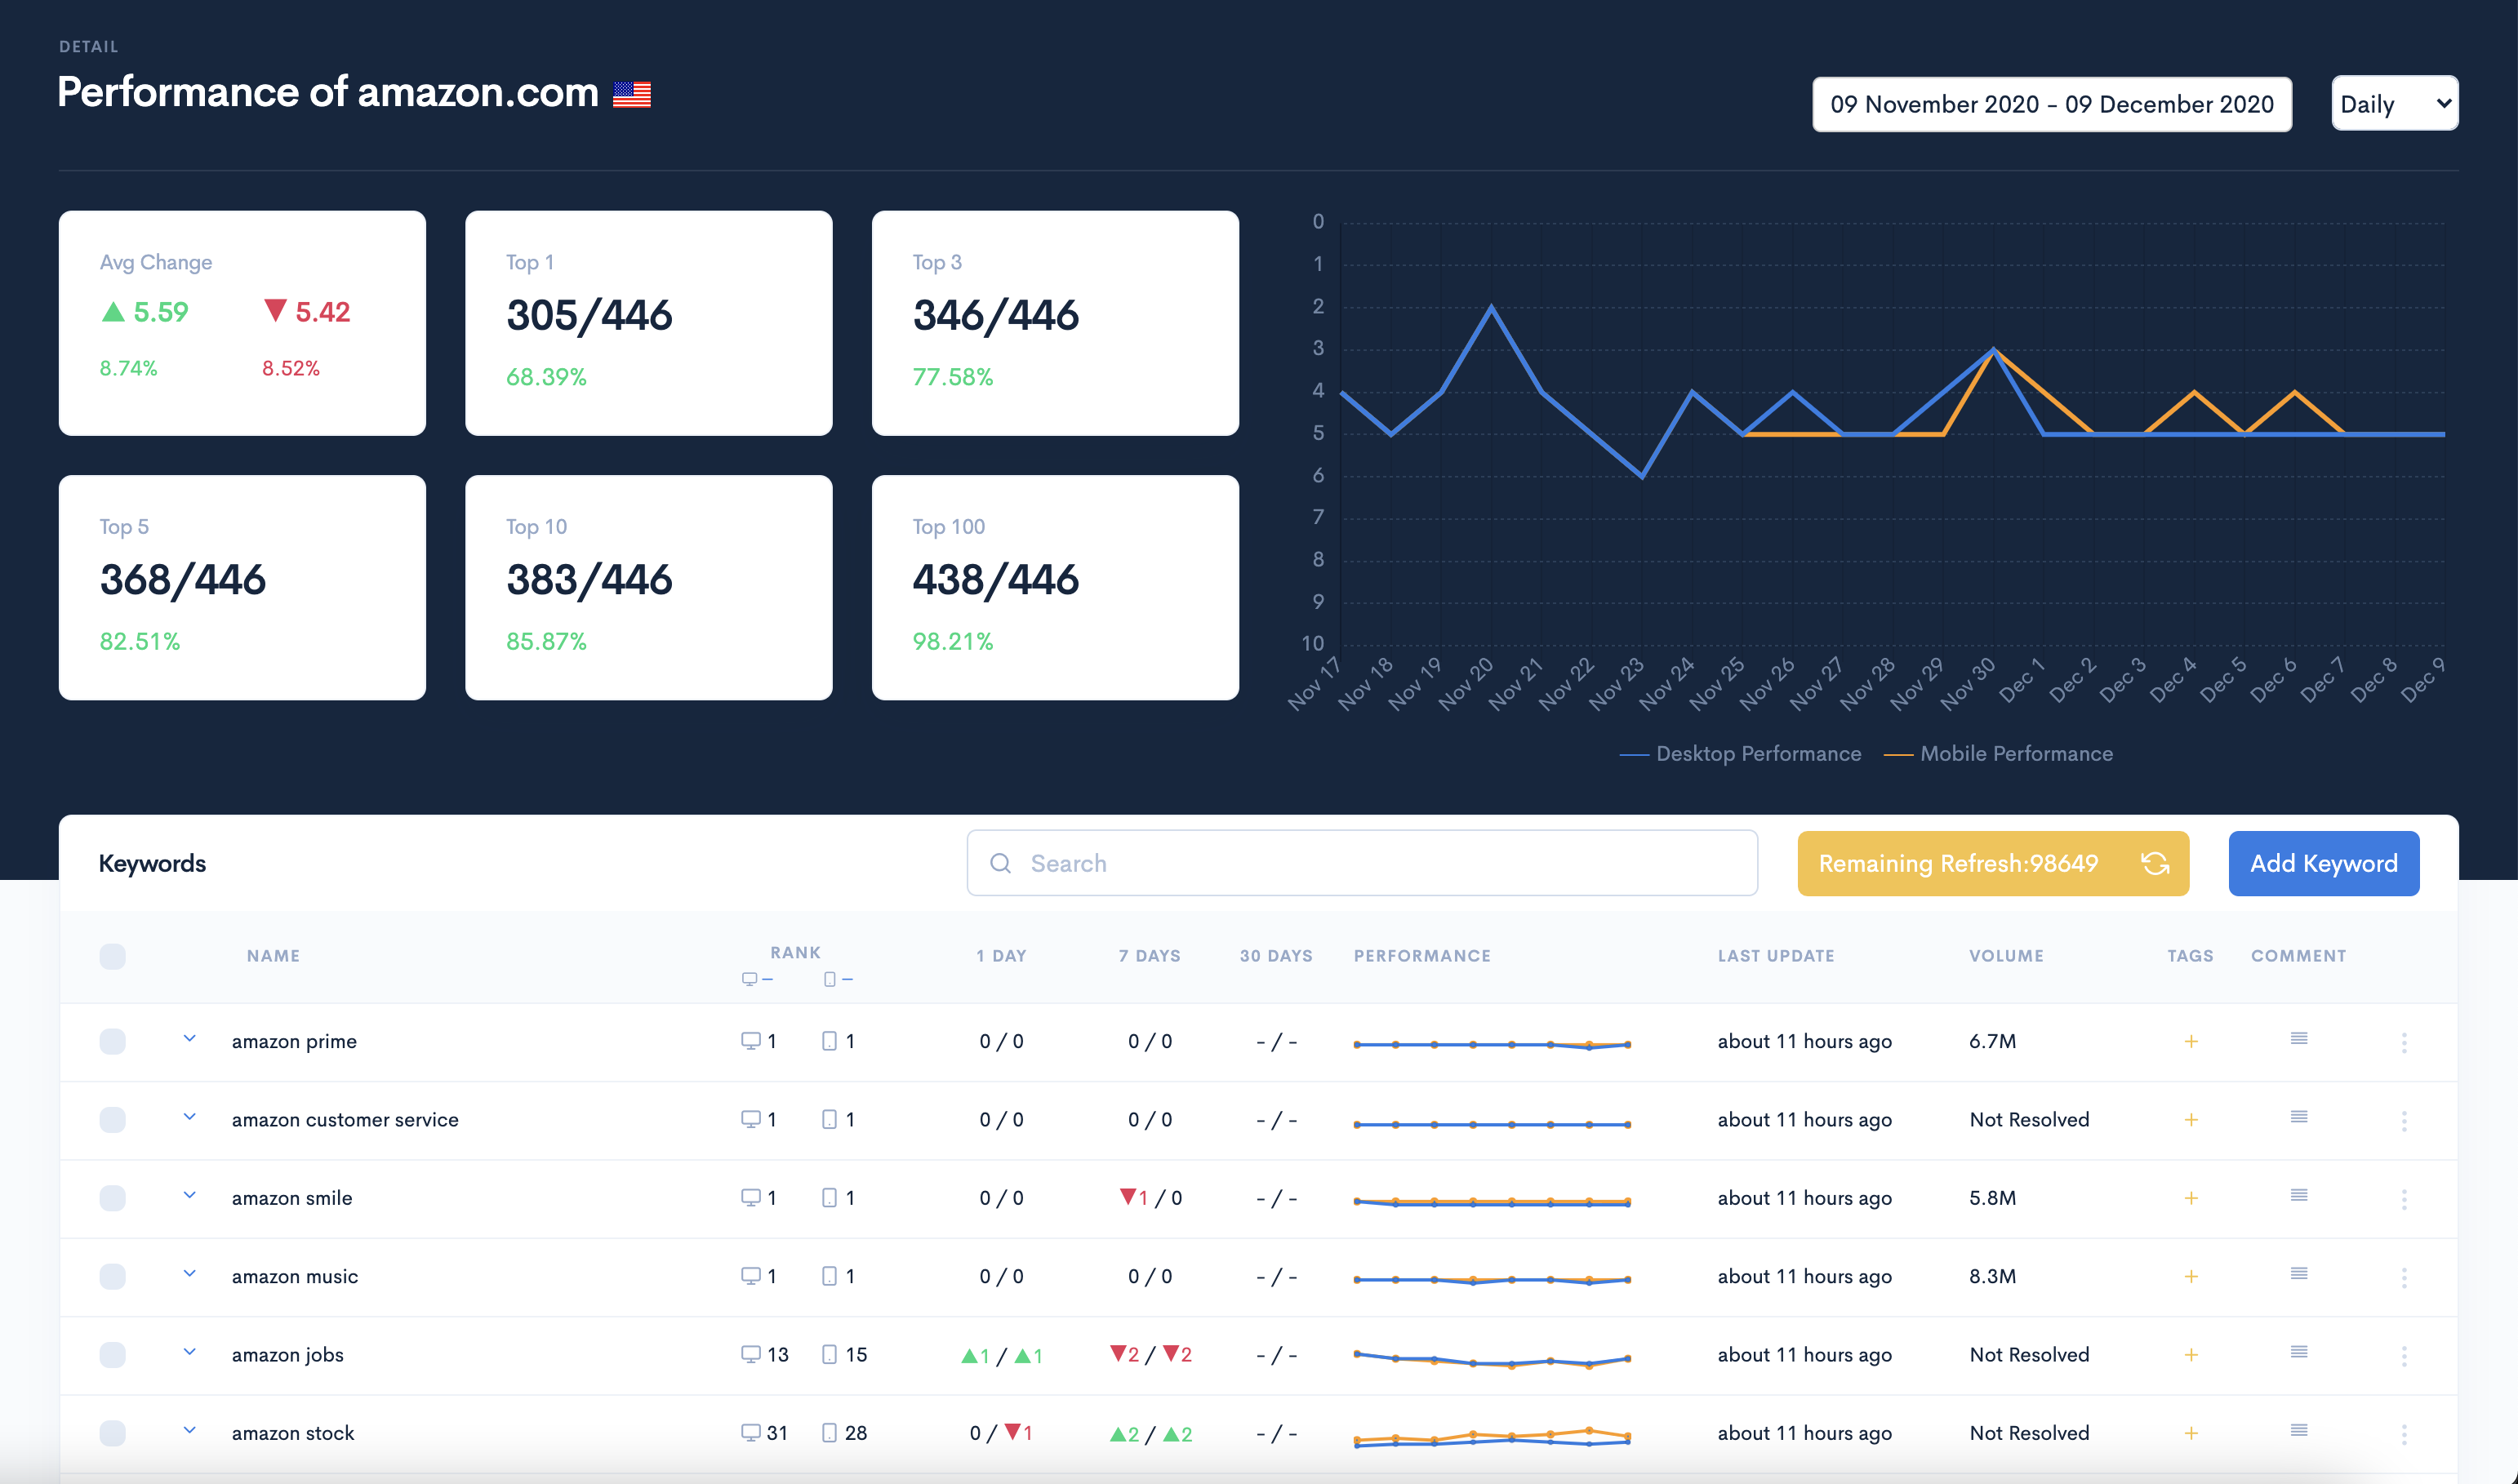 DETAIL
Performance of amazon.com
09 November 2020 - 09 December 2020
Daily
Avg Change
5.59 5.42
8.74% 8.52%
Top 1
305/446
68.39%
Top 3
346/446
77.58%
Top 5
368/446
82.51%
Top 10
383/446
85.87%
Top 100
438/446
98.21%
0
1
2
3
4
5
6
7
8
9
10
Nov 17 Nov 18 Nov 19 Nov 20 Nov 21 Nov 22 Nov 23 Nov 24 Nov 25 Nov 26 Nov 27 Nov 28 Nov 29 Nov 30 Dec 1 Dec 2 Dec 3 Dec 4 Dec 5 Dec 6 Dec 7 Dec 8 Dec 9
Desktop Performance Mobile Performance
Keywords
Search
Remaining Refresh:98649
Add Keyword
NAME RANK 1 DAY 7 DAYS 30 DAYS PERFORMANCE LAST UPDATE VOLUME TAGS COMMENT
– –
amazon prime 1 1 0 / 0 0 / 0 - / - about 11 hours ago 6.7M +
amazon customer service 1 1 0 / 0 0 / 0 - / - about 11 hours ago Not Resolved +
amazon smile 1 1 0 / 0 ▼1 / 0 - / - about 11 hours ago 5.8M +
amazon music 1 1 0 / 0 0 / 0 - / - about 11 hours ago 8.3M +
amazon jobs 13 15 ▲1 / ▲1 ▼2 / ▼2 - / - about 11 hours ago Not Resolved +
amazon stock 31 28 0 / ▼1 ▲2 / ▲2 - / - about 11 hours ago Not Resolved +